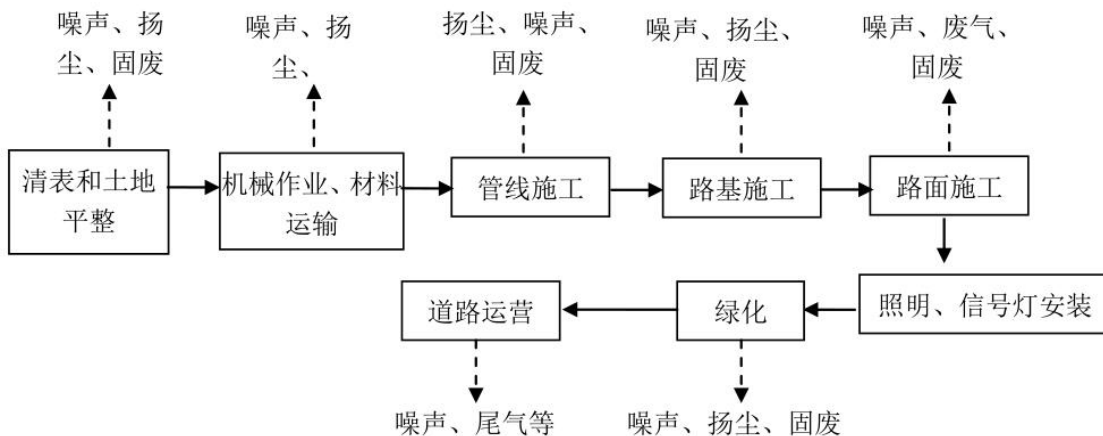 噪声、扬
尘、固废
噪声、扬
尘、
扬尘、噪声、
固废
噪声、扬尘、
固废
噪声、废气、
固废
清表和土地
平整
机械作业、材料
运输
管线施工
路基施工
路面施工
照明、信号灯安装
绿化
道路运营
噪声、尾气等
噪声、扬尘、固废